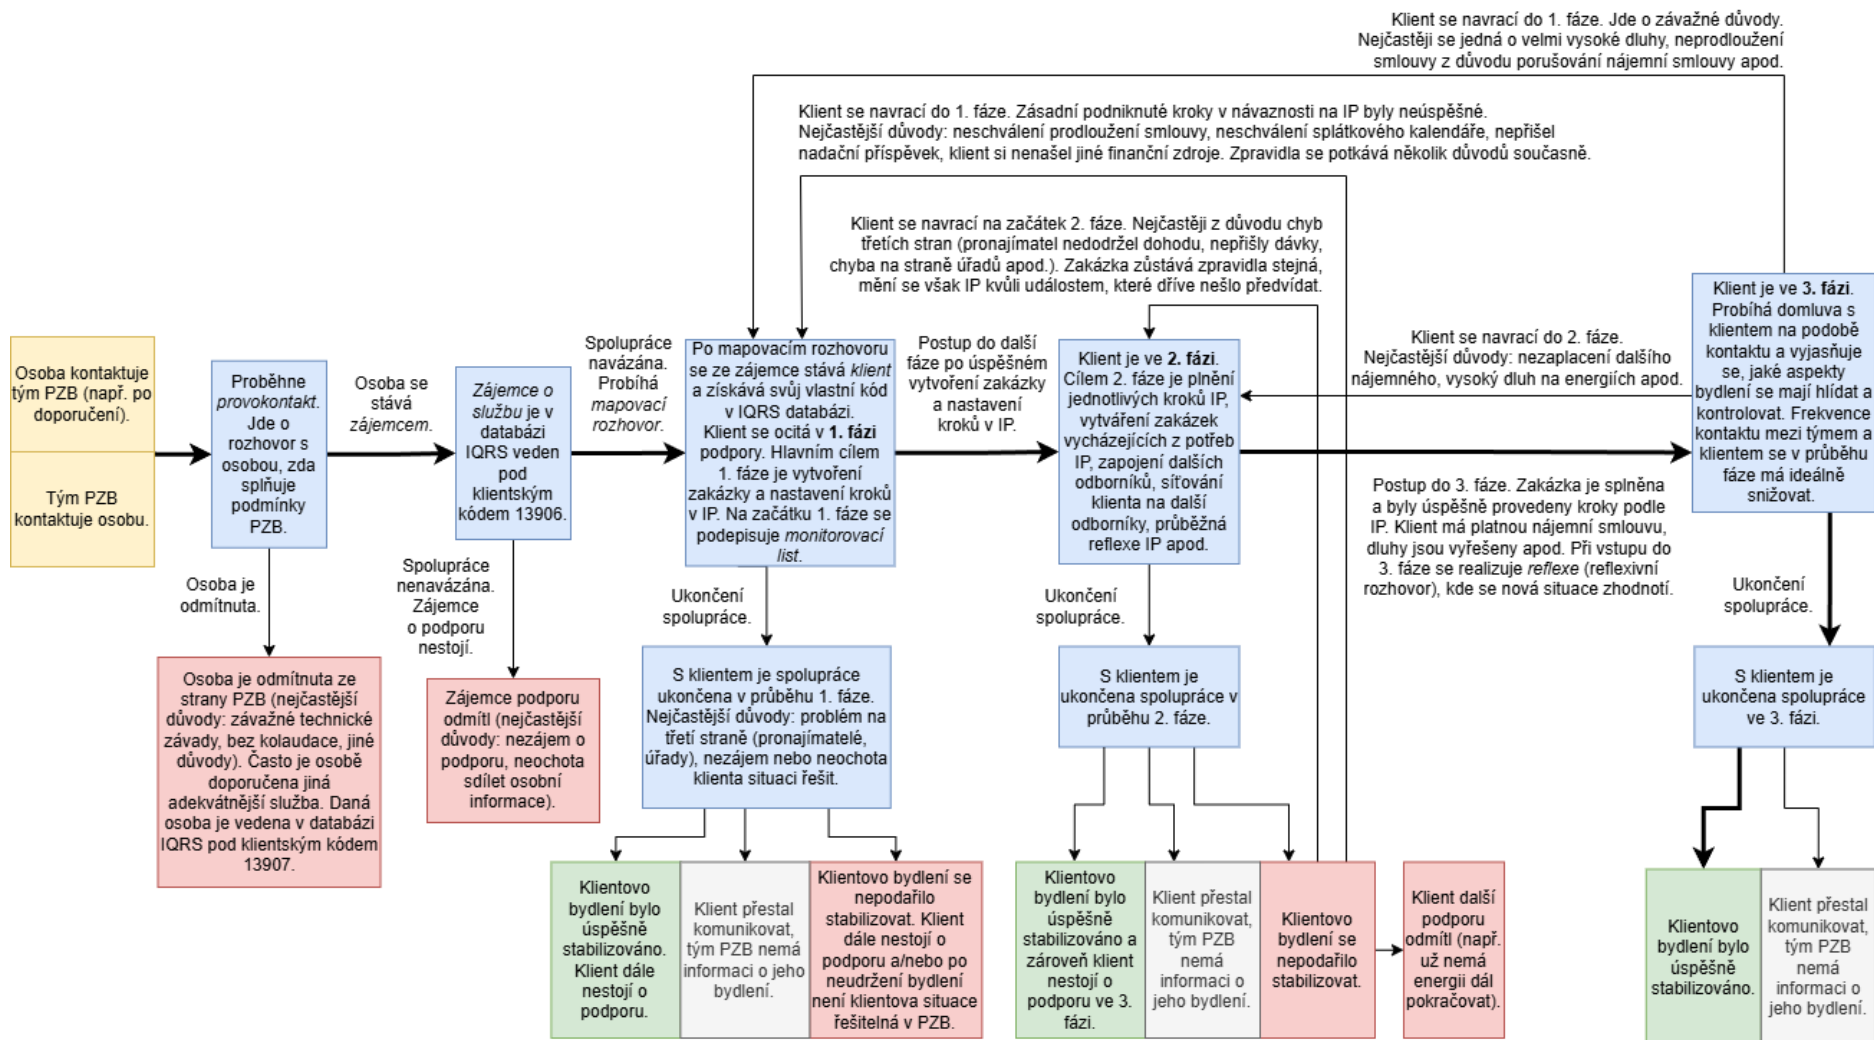 Klient se navrací do 1. fáze. Jde o závažné důvody.
Nejčastěji se jedná o velmi vysoké dluhy, neprodloužení
smlouvy z důvodu porušování nájemní smlouvy apod.
Klient se navrací do 1. fáze. Zásadní podniknuté kroky v návaznosti na IP byly neúspěšné.
Nejčastější důvody: neschválení prodloužení smlouvy, neschválení splátkového kalendáře, nepřišel
nadační příspěvek, klient si nenašel jiné finanční zdroje. Zpravidla se potkává několik důvodů současně.
Klient se navrací na začátek 2. fáze. Nejčastěji z důvodu chyb
třetích stran (pronajímatel nedodržel dohodu, nepřišly dávky,
chyba na straně úřadů apod.). Zakázka zůstává zpravidla stejná,
mění se však IP kvůli událostem, které dříve nešlo předvídat.
Osoba kontaktuje
tým PZB (např. po
doporučení).
Tým PZB
kontaktuje osobu.
Proběhne
provokontakt.
Jde o
rozhovor s
osobou, zda
splňuje
podmínky
PZB.
Osoba se
stává
zájemcem.
Zájemce o
službu je v
databázi
IQRS veden
pod
klientským
kódem 13906.
Spolupráce
navázána.
Probíhá
mapovací
rozhovor.
Po mapovacím rozhovoru
se ze zájemce stává klient
a získává svůj vlastní kód
v IQRS databázi.
Klient se ocitá v 1. fázi
podpory. Hlavním cílem
1. fáze je vytvoření
zakázky a nastavení kroků
v IP. Na začátku 1. fáze se
podepisuje monitorovací
list.
Postup do další
fáze po úspěšném
vytvoření zakázky
a nastavení
kroků v IP.
Klient je ve 2. fázi.
Cílem 2. fáze je plnění
jednotlivých kroků IP,
vytváření zakázek
vycházejících z potřeb
IP, zapojení dalších
odborníků, síťování
klienta na další
odborníky, průběžná
reflexe IP apod.
Klient se navrací do 2. fáze.
Nejčastější důvody: nezaplacení dalšího
nájemného, vysoký dluh na energiích apod.
Postup do 3. fáze. Zakázka je splněna
a byly úspěšně provedeny kroky podle
IP. Klient má platnou nájemní smlouvu,
dluhy jsou vyřešeny apod. Při vstupu do
3. fáze se realizuje reflexe (reflexivní
rozhovor), kde se nová situace zhodnotí.
Klient je ve 3. fázi.
Probíhá domluva s
klientem na podobě
kontaktu a vyjasňuje
se, jaké aspekty
bydlení se mají hlídat a
kontrolovat. Frekvence
kontaktu mezi týmem a
klientem se v průběhu
fáze má ideálně
snižovat.
Osoba je
odmítnuta.
Spolupráce
nenavázána.
Zájemce
o podporu
nestojí.
Ukončení
spolupráce.
Ukončení
spolupráce.
Ukončení
spolupráce.
Osoba je odmítnuta ze
strany PZB (nejčastější
důvody: závažné technické
závady, bez kolaudace, jiné
důvody). Často je osobě
doporučena jiná
adekvátnější služba. Daná
osoba je vedena v databázi
IQRS pod klientským kódem
13907.
Zájemce podporu
odmítl (nejčastější
důvody: nezájem o
podporu, neochota
sdílet osobní
informace).
S klientem je spolupráce
ukončena v průběhu 1. fáze.
Nejčastější důvody: problém na
třetí straně (pronajímatelé,
úřady), nezájem nebo neochota
klienta situaci řešit.
S klientem je
ukončena spolupráce v
průběhu 2. fáze.
S klientem je
ukončena spolupráce
ve 3. fázi.
Klientovo
bydlení bylo
úspěšně
stabilizováno.
Klient dále
nestojí o
podporu.
Klient přestal
komunikovat,
tým PZB nemá
informaci o jeho
bydlení.
Klientovo bydlení se
nepodařilo
stabilizovat. Klient
dále nestojí o
podporu a/nebo po
neudržení bydlení
není klientova situace
řešitelná v PZB.
Klientovo
bydlení bylo
úspěšně
stabilizováno a
zároveň klient
nestojí o
podporu ve 3.
fázi.
Klient přestal
komunikovat,
tým PZB
nemá
informaci o
jeho bydlení.
Klientovo
bydlení se
nepodařilo
stabilizovat.
Klient další
podporu
odmítl (např.
už nemá
energii dál
pokračovat).
Klientovo
bydlení bylo
úspěšně
stabilizováno.
Klient přestal
komunikovat,
tým PZB
nemá
informaci o
jeho bydlení.